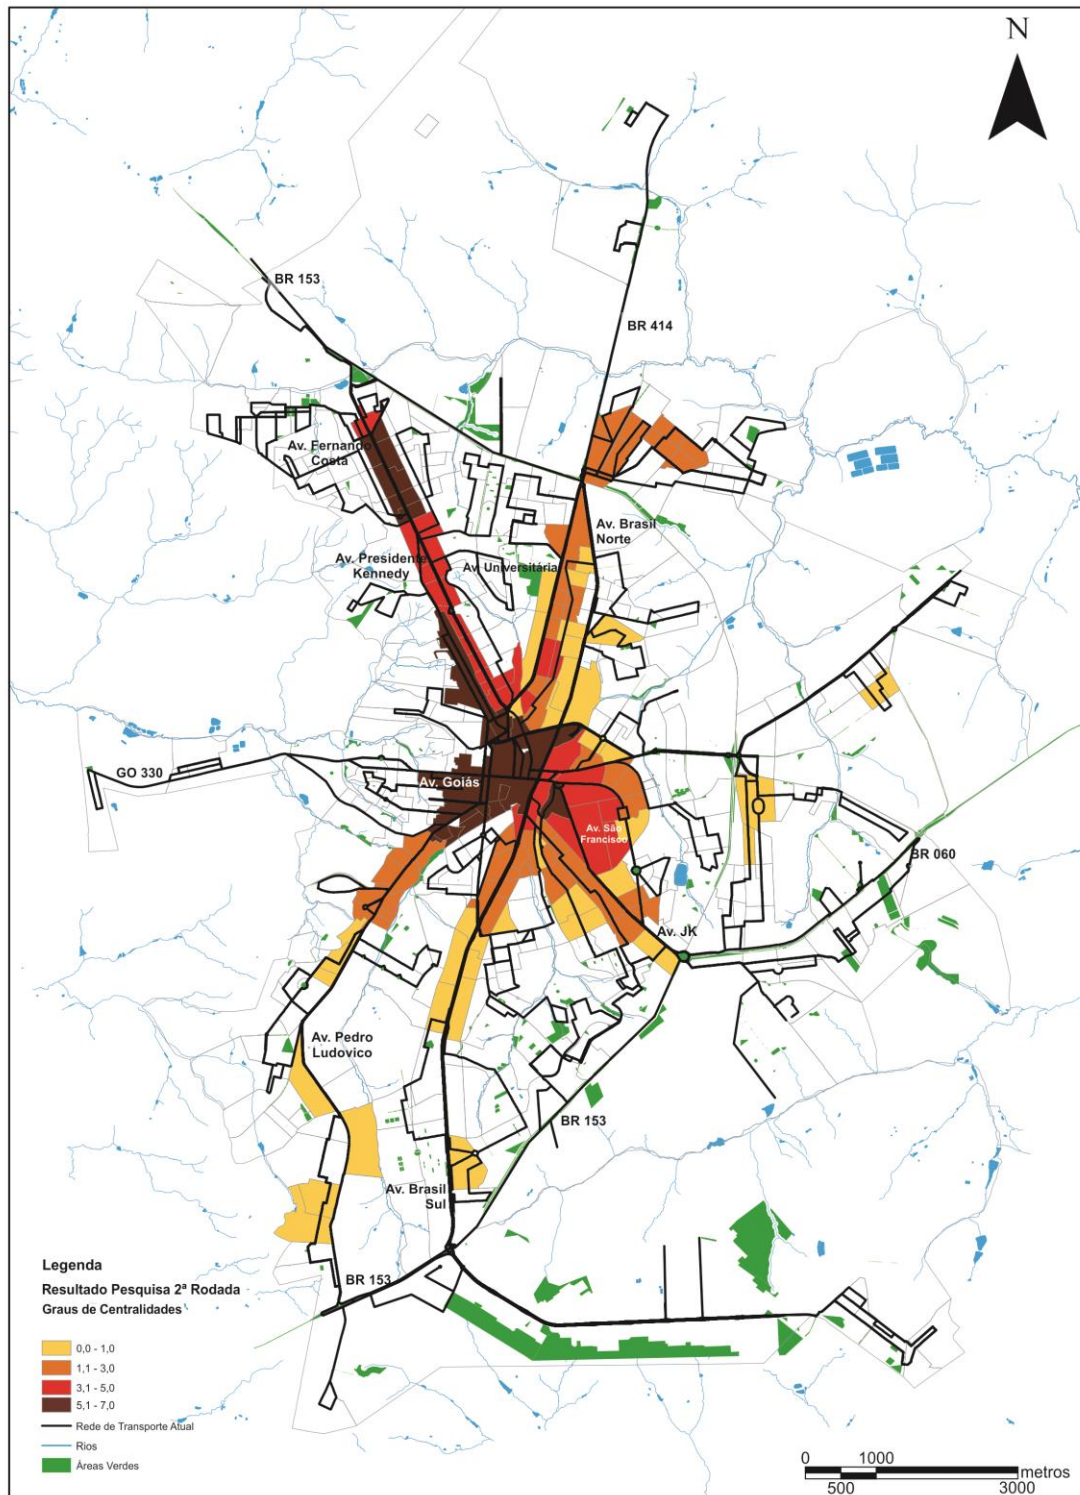 N
BR 153
BR 414
Av. Fernando
Costa
Av. Brasil
Norte
Av. Presidente
Kennedy
Av. Universitária
GO 330
Av. Goiás
Av. São
Francisco
BR 060
Av. JK
Av. Pedro
Ludovico
BR 153
Av. Brasil
Sul
BR 153
Legenda
Resultado Pesquisa 2ª Rodada
Graus de Centralidades
0,0 - 1,0
1,1 - 3,0
3,1 - 5,0
5,1 - 7,0
Rede de Transporte Atual
Rios
Áreas Verdes
0 1000
metros
500 3000